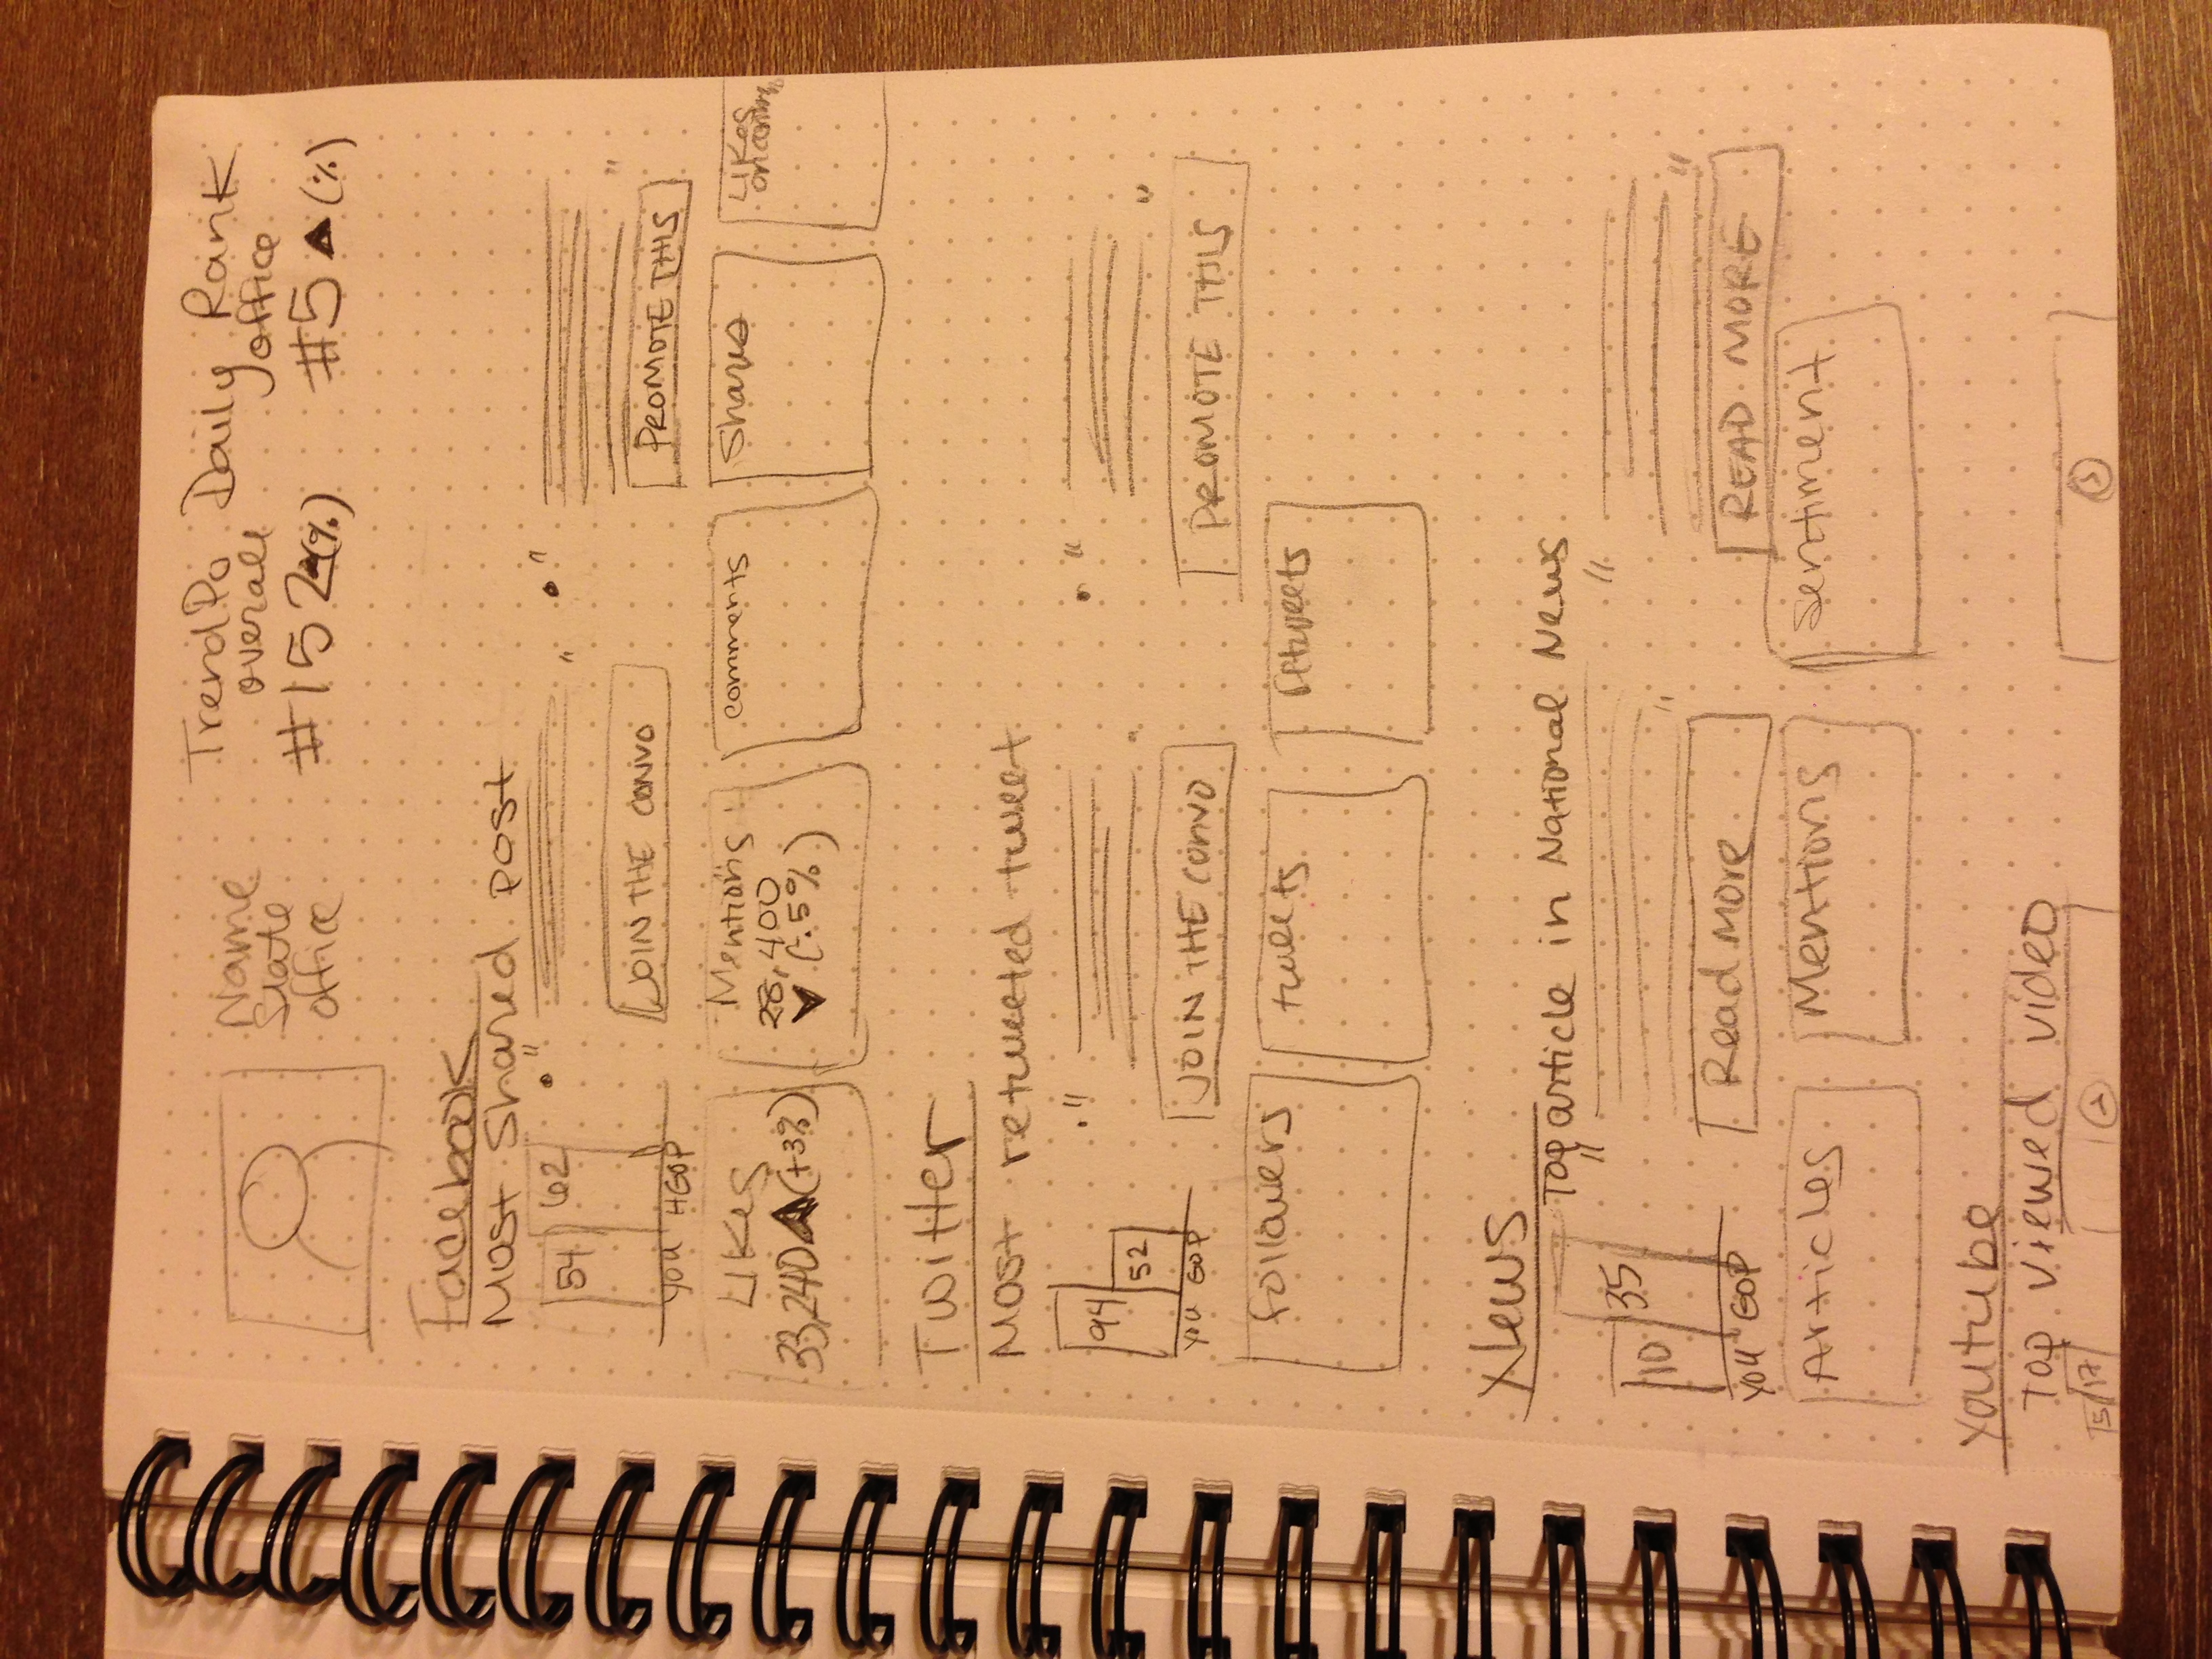 TrendPo Daily Rank
Name
State
office
overall
office
#152 (%)
#5 ▲ (%)
Facebook
Most shared post
54
62
YOU HGOP
" "
" "
JOIN THE CONVO
PROMOTE THIS
Likes
33,240 ▲ (+3%)
Mentions
28,400
▼ (-.5%)
comments
Shares
Likes
Twitter
Most retweeted tweet
94
52
YOU GOP
" "
" "
JOIN THE CONVO
PROMOTE THIS
followers
tweets
retweets
News
Top article in National News
10
35
YOU GOP
" "
" "
Read More
READ MORE
Articles
Mentions
Sentiment
Youtube
Top viewed video
17